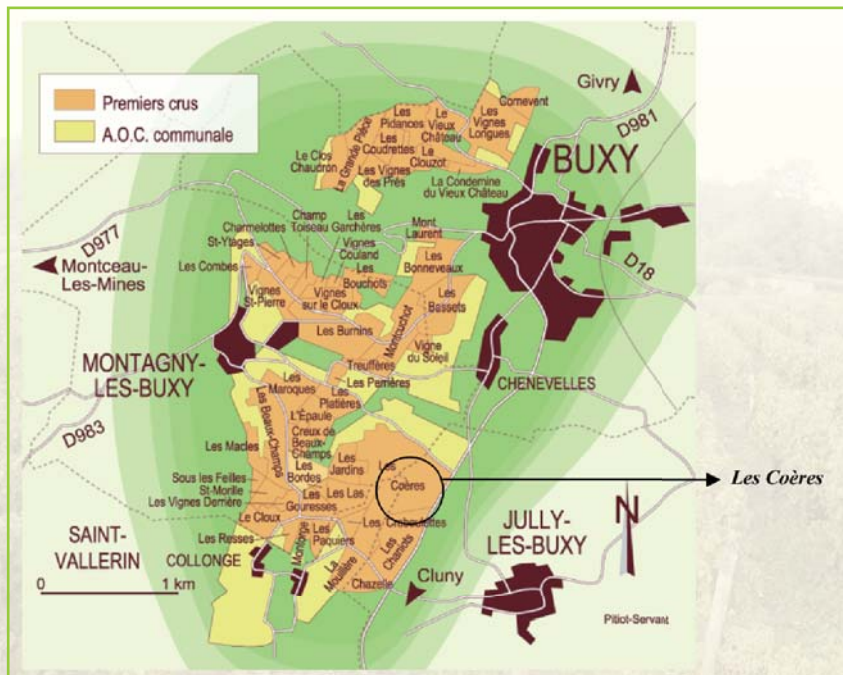 Premiers crus
A.O.C. communale
Givry
D981
Cornevent
Les
Vignes
Longues
Le
Vieux
Château
Les
Pidances
Les
Coudrettes
Le
Clouzot
La Grande Pièce
Le Clos
Chaudron
Les Vignes
des Prés
La Condemine
du Vieux Château
BUXY
D18
D977
Montceau-
Les-Mines
Charmelottes
St-Ytages
Les Combes
Champ
Toiseau
Les
Garchères
Vignes
Couland
Mont
Laurent
Les
Bonneveaux
Les
Bouchots
Vignes
St-Pierre
Vignes
sur le Cloux
Les
Bassets
Les Burnins
Montcuchot
Vigne
du Soleil
Treuffères
MONTAGNY-
LES-BUXY
Les Perrières
CHENEVELLES
Les
Maroques
Les
Platières
L'Épaule
Les Beaux-Champs
Creux de
Beaux-
Champs
D983
Les Macles
Les
Jardins
Les
Coères
Les Coères
Sous les Feilles
St-Morille
Les Vignes Derrière
Les
Bordes
Les
Gouresses
Les Las
Le Cloux
Les Resses
Les
Paquiers
Les Craboulettes
Les Chaniots
Montorge
La
Mouillère
Chazelle
SAINT-
VALLERIN
COLLONGE
Cluny
JULLY-
LES-BUXY
N
0 1 km
Pitiot-Servant